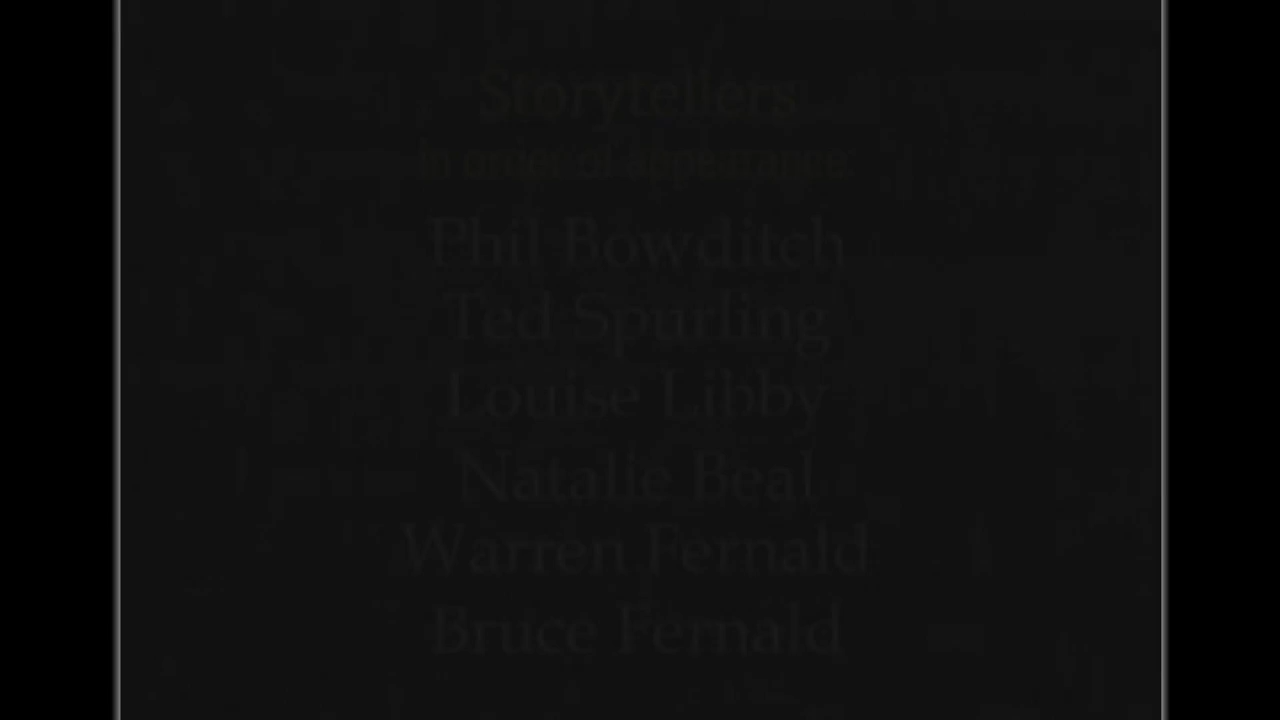 Storytellers
in order of appearance:
Phil Bowditch
Ted Spurling
Louise Libby
Natalie Beal
Warren Fernald
Bruce Fernald